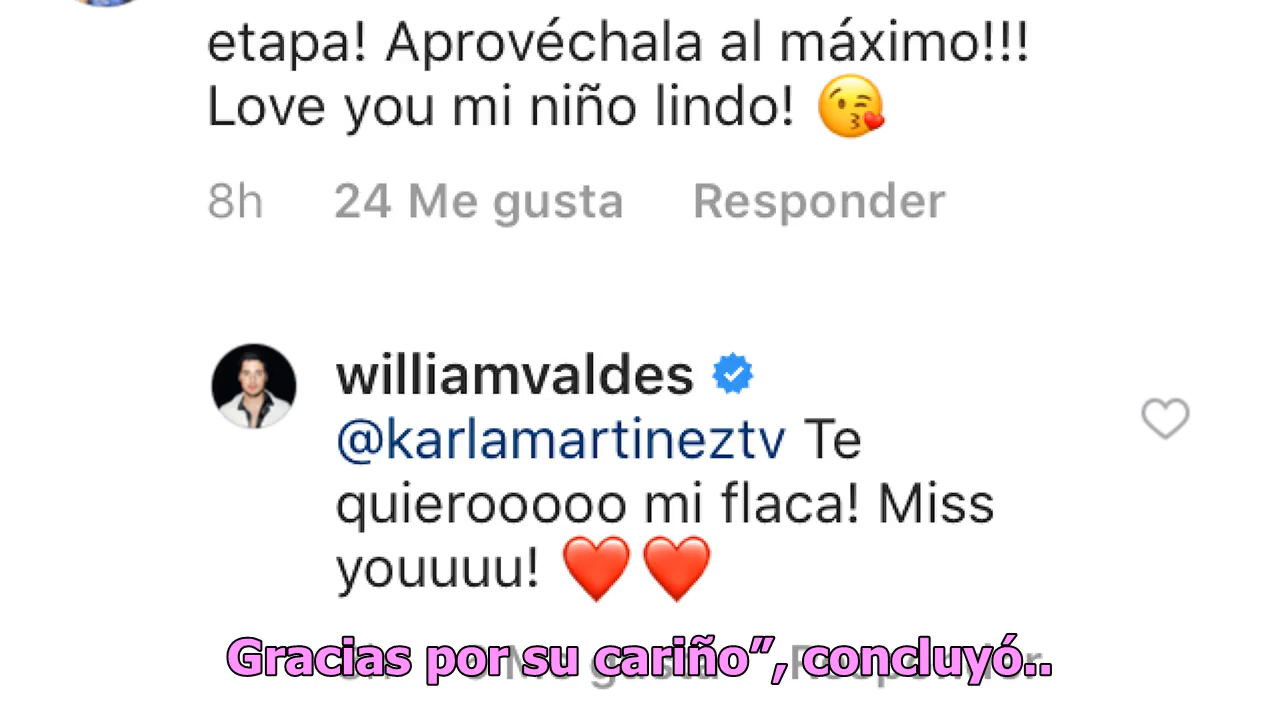 etapa! Aprovéchala al máximo!!!
Love you mi niño lindo! 😘
8h 24 Me gusta Responder
williamvaldes
@karlamartineztv Te
quierooooo mi flaca! Miss
youuuu! ❤️❤️
Gracias por su cariño”, concluyó..